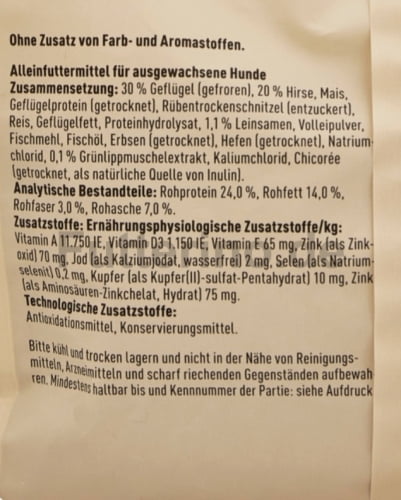 Ohne Zusatz von Farb- und Aromastoffen.
Alleinfuttermittel für ausgewachsene Hunde
Zusammensetzung: 30 % Geflügel (gefroren), 20 % Hirse, Mais,
Geflügelprotein (getrocknet), Rübentrockenschnitzel (entzuckert),
Reis, Geflügelfett, Proteinhydrolysat, 1,1 % Leinsamen, Volleipulver,
Fischmehl, Fischöl, Erbsen (getrocknet), Hefen (getrocknet), Natrium-
chlorid, 0,1 % Grünlippmuschelextrakt, Kaliumchlorid, Chicorée
(getrocknet, als natürliche Quelle von Inulin).
Analytische Bestandteile: Rohprotein 24,0 %, Rohfett 14,0 %,
Rohfaser 3,0 %, Rohasche 7,0 %.
Zusatzstoffe: Ernährungsphysiologische Zusatzstoffe/kg:
Vitamin A 11.750 IE, Vitamin D3 1.150 IE, Vitamin E 65 mg, Zink (als Zink-
oxid) 70 mg, Jod (als Kalziumjodat, wasserfrei) 2 mg, Selen (als Natrium-
selenit) 0,2 mg, Kupfer (als Kupfer(II)-sulfat-Pentahydrat) 10 mg, Zink
(als Aminosäuren-Zinkchelat, Hydrat) 75 mg.
Technologische Zusatzstoffe:
Antioxidationsmittel, Konservierungsmittel.
Bitte kühl und trocken lagern und nicht in der Nähe von Reinigungs-
mitteln, Arzneimitteln und scharf riechenden Gegenständen aufbewah
ren. Mindestens haltbar bis und Kennnummer der Partie: siehe Aufdruck